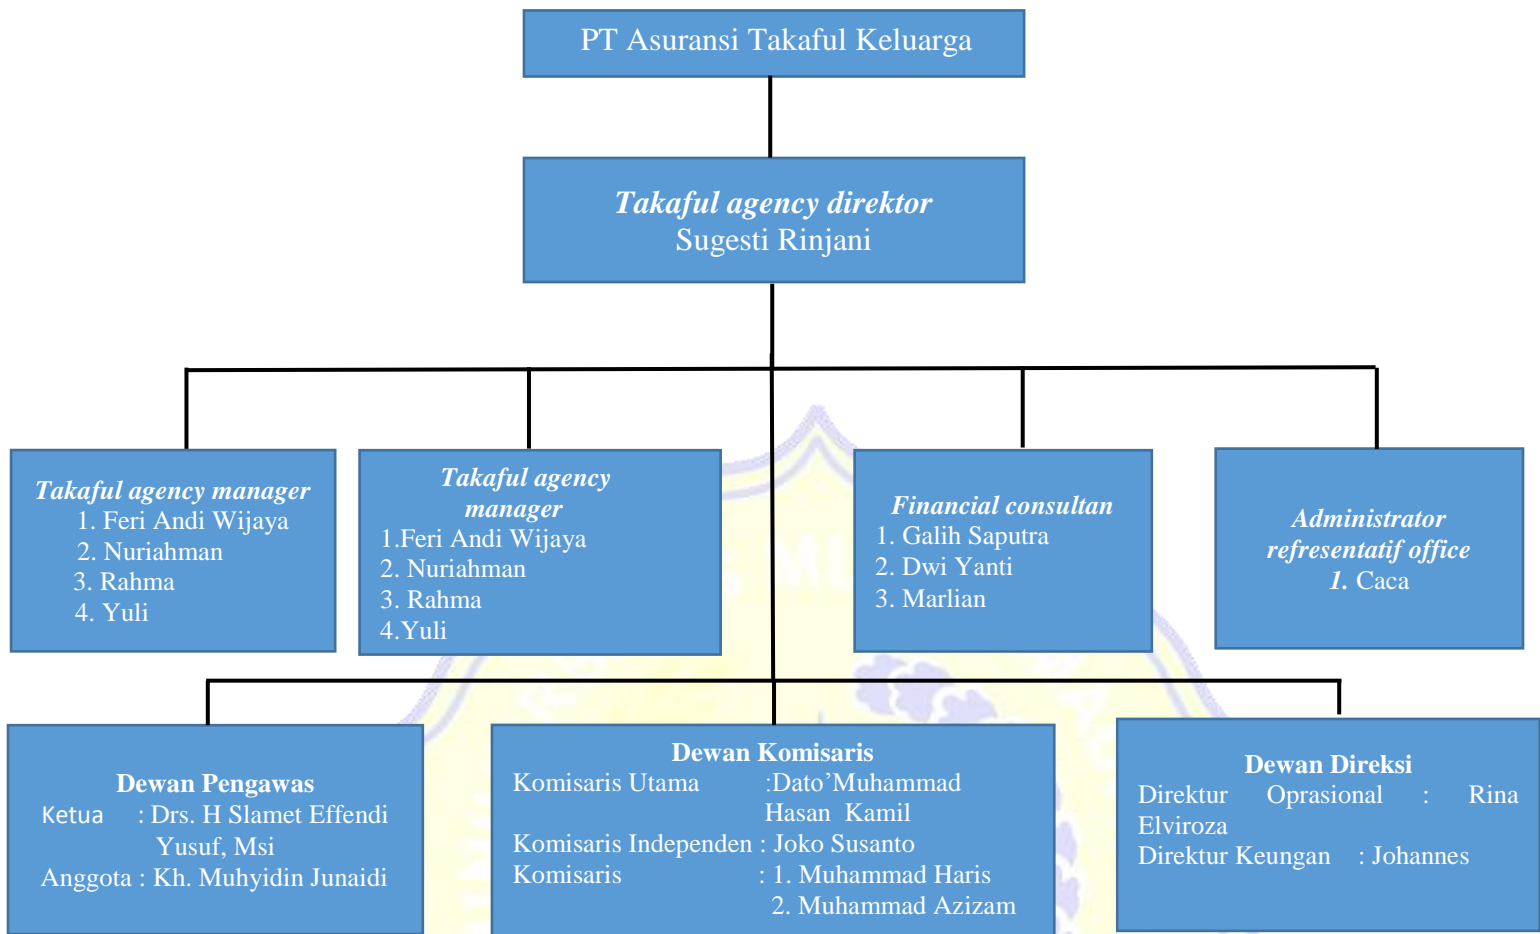 PT Asuransi Takaful Keluarga
Takaful agency direktor
Sugesti Rinjani
Takaful agency manager
1. Feri Andi Wijaya
2. Nuriahman
3. Rahma
4. Yuli
Takaful agency
manager
1.Feri Andi Wijaya
2. Nuriahman
3. Rahma
4.Yuli
Financial consultan
1. Galih Saputra
2. Dwi Yanti
3. Marlian
Administrator
refresentatif office
1. Caca
Dewan Pengawas
Ketua : Drs. H Slamet Effendi
Yusuf, Msi
Anggota : Kh. Muhyidin Junaidi
Dewan Komisaris
Komisaris Utama :Dato’Muhammad
Hasan Kamil
Komisaris Independen : Joko Susanto
Komisaris : 1. Muhammad Haris
2. Muhammad Azizam
Dewan Direksi
Direktur Oprasional : Rina
Elviroza
Direktur Keungan : Johannes